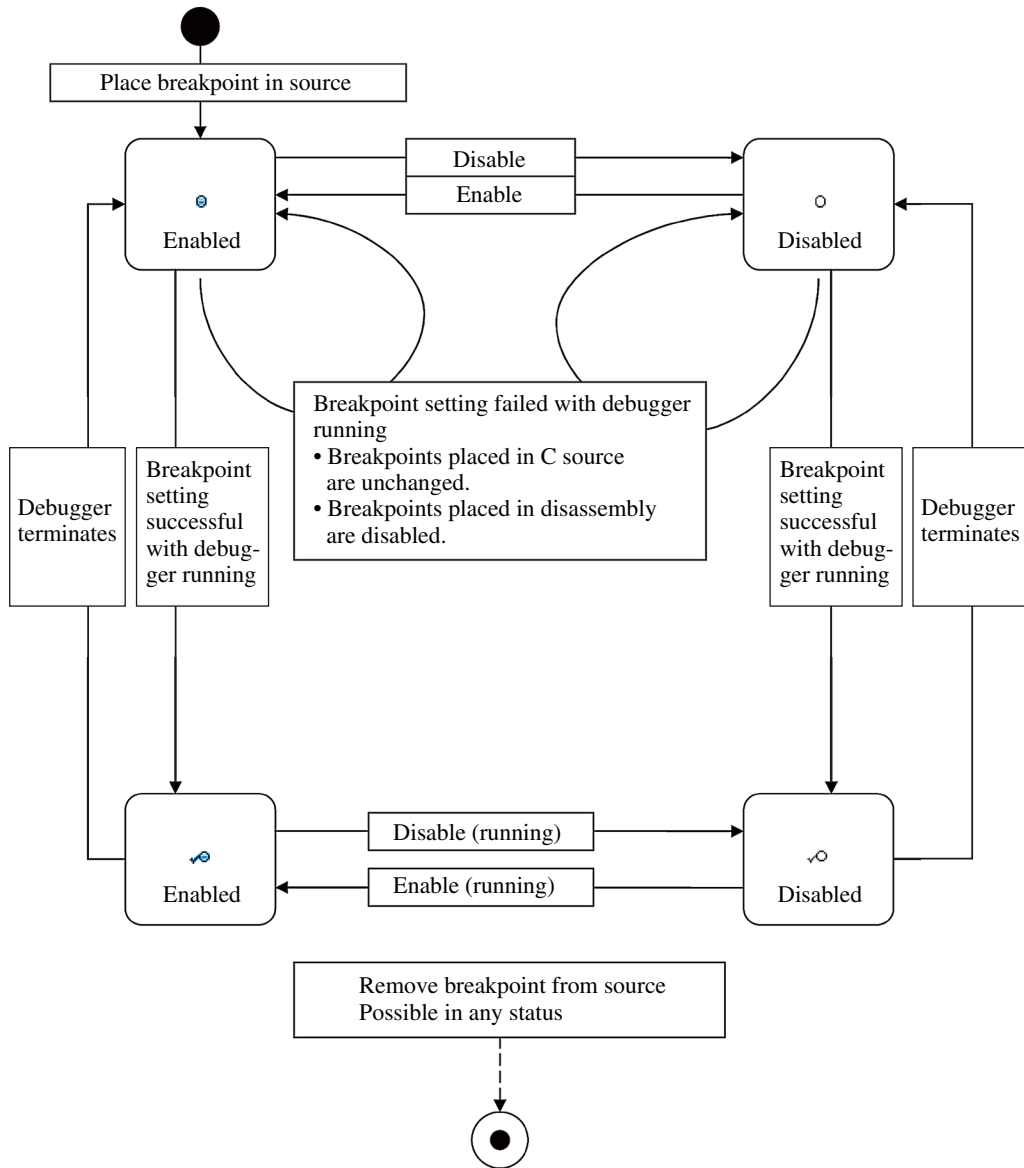 Place breakpoint in source
Disable
Enable
Enabled
Disabled
Breakpoint setting failed with debugger
running
• Breakpoints placed in C source
are unchanged.
• Breakpoints placed in disassembly
are disabled.
Debugger
terminates
Breakpoint
setting
successful
with debug-
ger running
Breakpoint
setting
successful
with debug-
ger running
Debugger
terminates
Disable (running)
Enable (running)
Enabled
Disabled
Remove breakpoint from source
Possible in any status